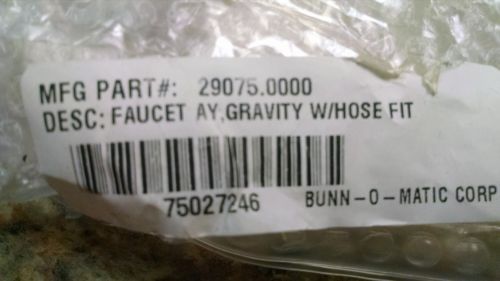 MFG PART#: 29075.0000
DESC: FAUCET AY,GRAVITY W/HOSE FIT
75027246 BUNN-O-MATIC CORP